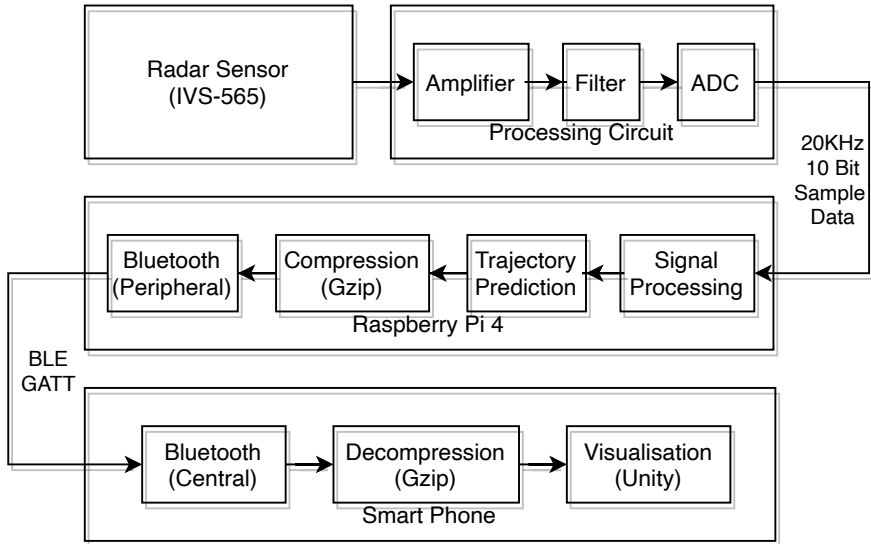 Radar Sensor
(IVS-565)
Amplifier
Filter
ADC
Processing Circuit
20KHz
10 Bit
Sample
Data
Bluetooth
(Peripheral)
Compression
(Gzip)
Trajectory
Prediction
Signal
Processing
Raspberry Pi 4
BLE
GATT
Bluetooth
(Central)
Decompression
(Gzip)
Visualisation
(Unity)
Smart Phone